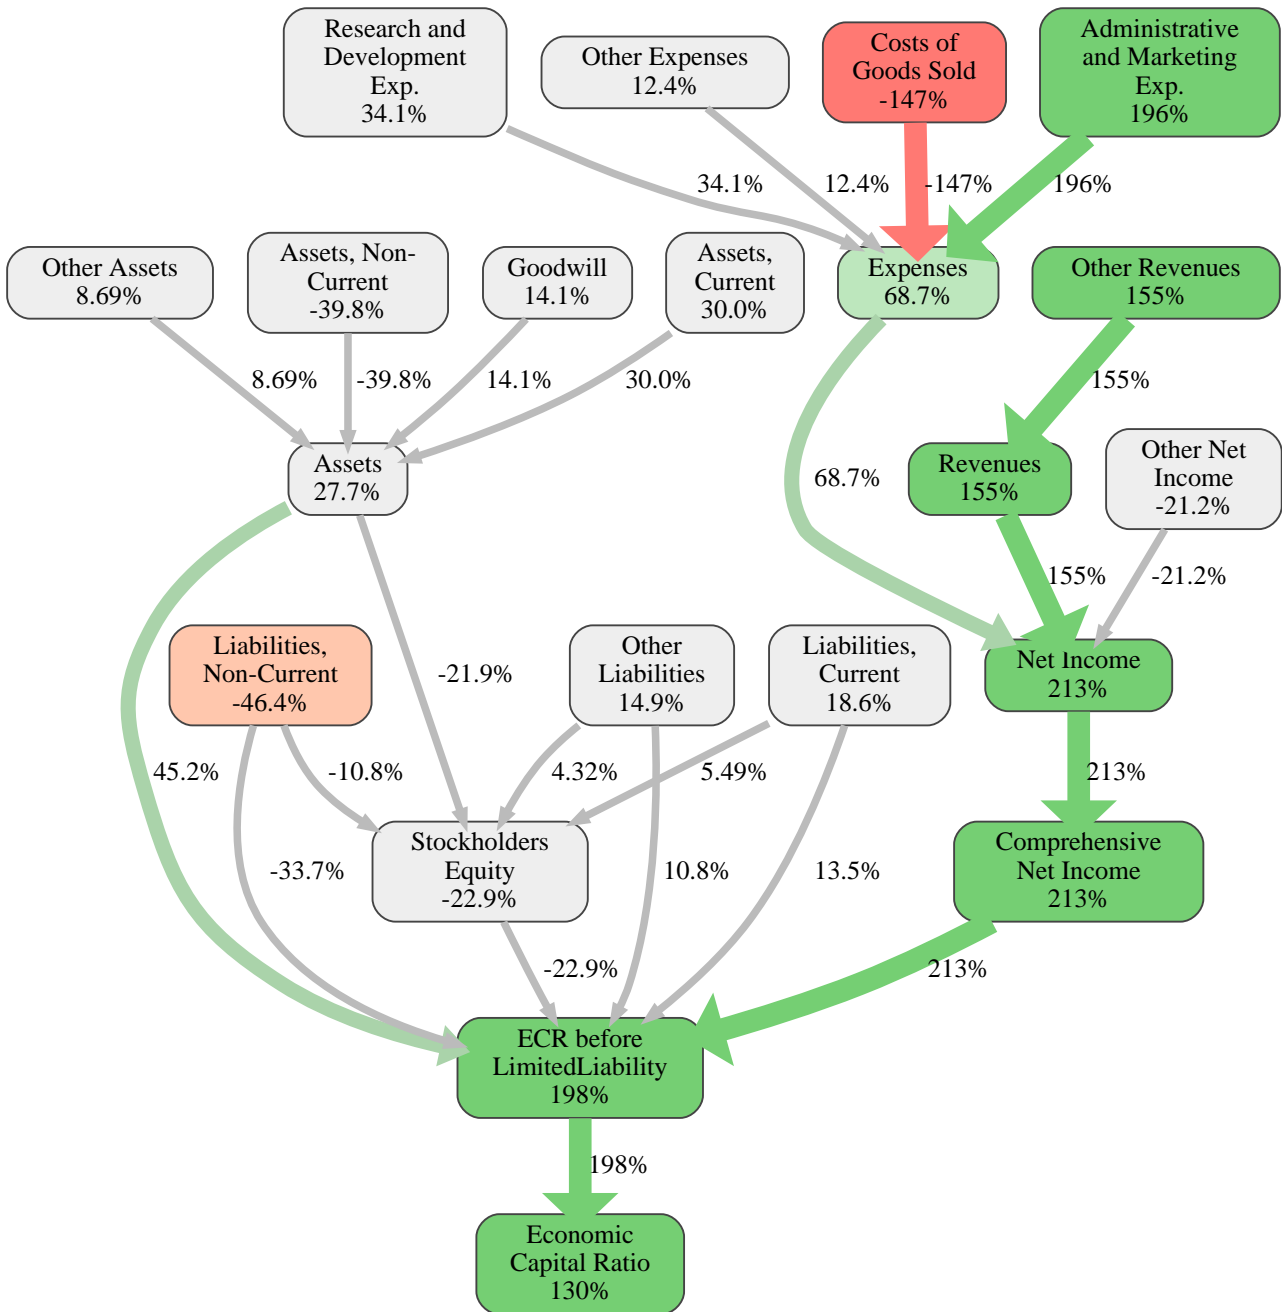 Research and
Development
Exp.
34.1%
Other Expenses
12.4%
Costs of
Goods Sold
-147%
Administrative
and Marketing
Exp.
196%
34.1%
12.4%
-147%
196%
Other Assets
8.69%
Assets, Non-
Current
-39.8%
Goodwill
14.1%
Assets,
Current
30.0%
Expenses
68.7%
Other Revenues
155%
8.69%
-39.8%
14.1%
30.0%
155%
Assets
27.7%
68.7%
Revenues
155%
Other Net
Income
-21.2%
155%
-21.2%
Liabilities,
Non-Current
-46.4%
-21.9%
Other
Liabilities
14.9%
Liabilities,
Current
18.6%
Net Income
213%
45.2%
-10.8%
4.32%
5.49%
213%
-33.7%
Stockholders
Equity
-22.9%
10.8%
13.5%
Comprehensive
Net Income
213%
-22.9%
213%
ECR before
LimitedLiability
198%
198%
Economic
Capital Ratio
130%